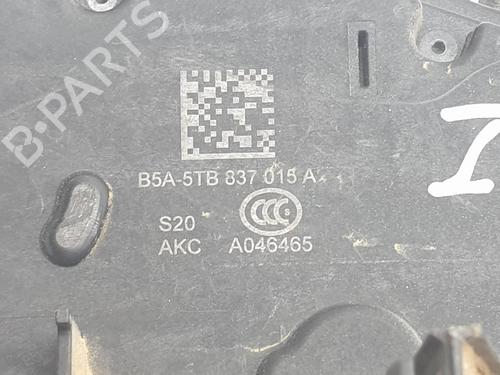 B-PARTS
B5A-5TB 837 015 A
CCC
S20
AKC A046465